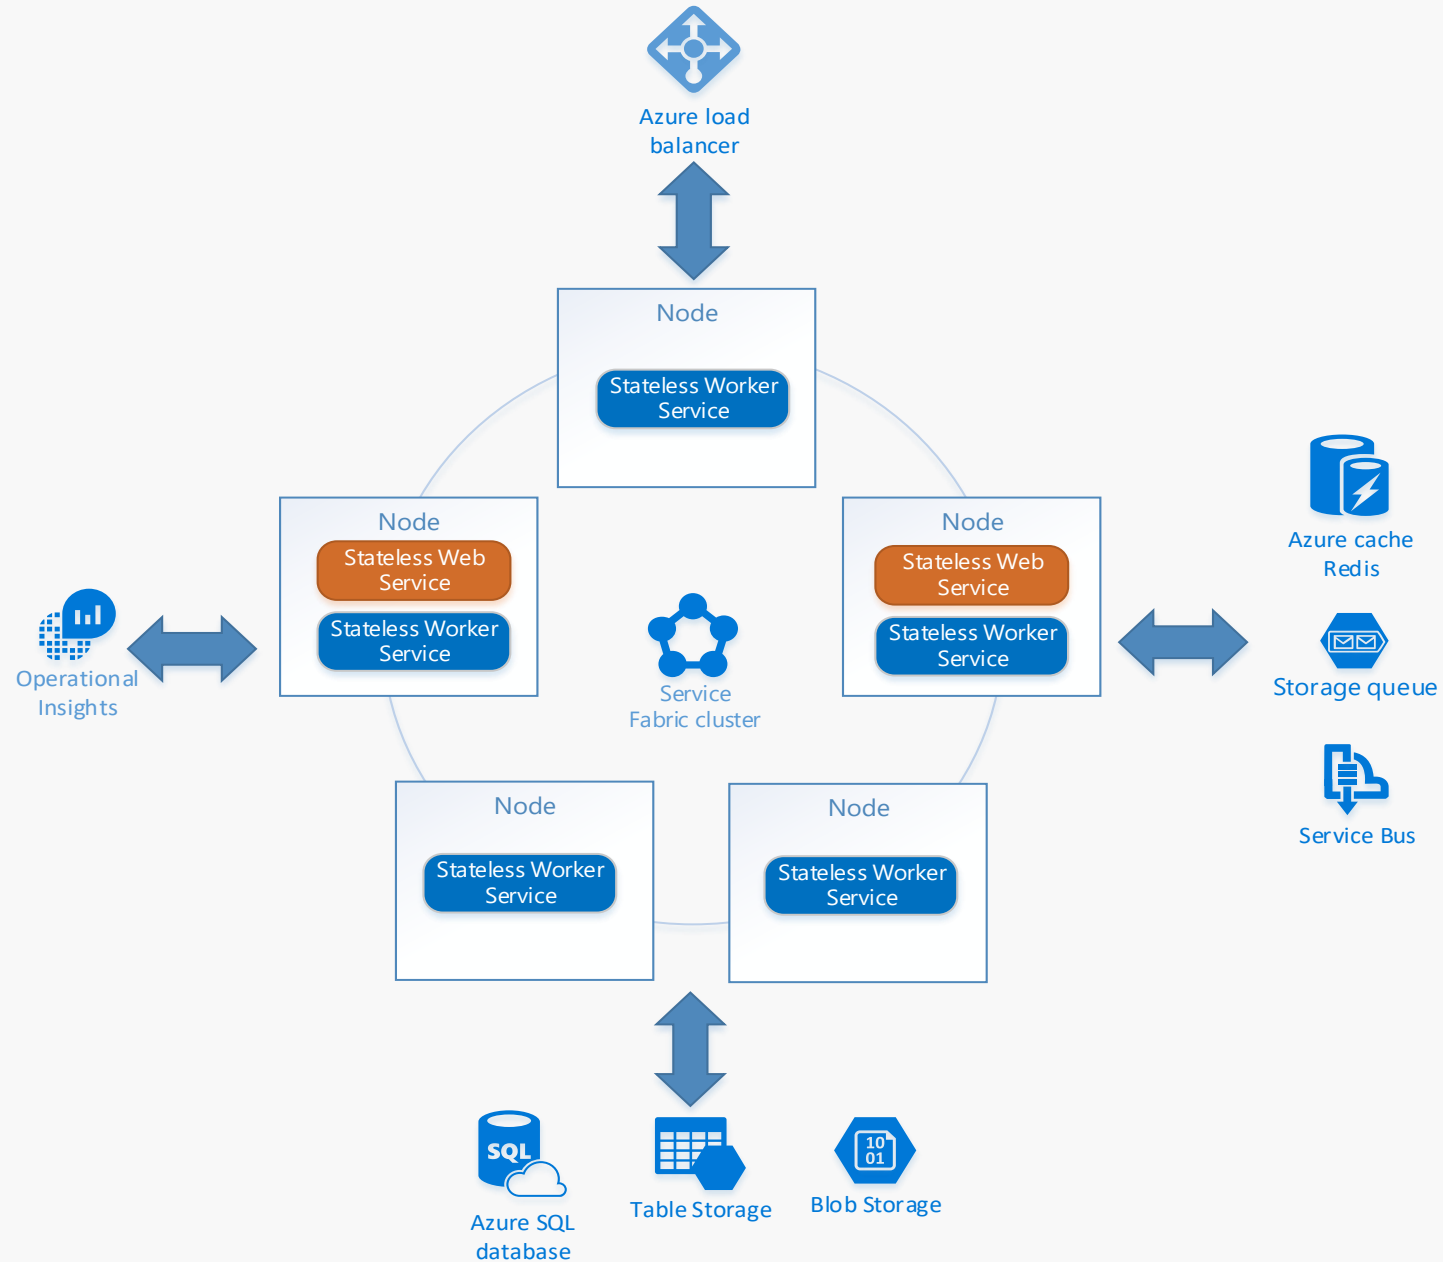 Azure load
balancer
Node
Stateless Worker
Service
Node
Stateless Web
Service
Stateless Worker
Service
Node
Stateless Web
Service
Stateless Worker
Service
Azure cache
Redis
Operational
Insights
Service
Fabric cluster
Storage queue
Service Bus
Node
Stateless Worker
Service
Node
Stateless Worker
Service
SQL
Azure SQL
database
Table Storage
10
01
Blob Storage